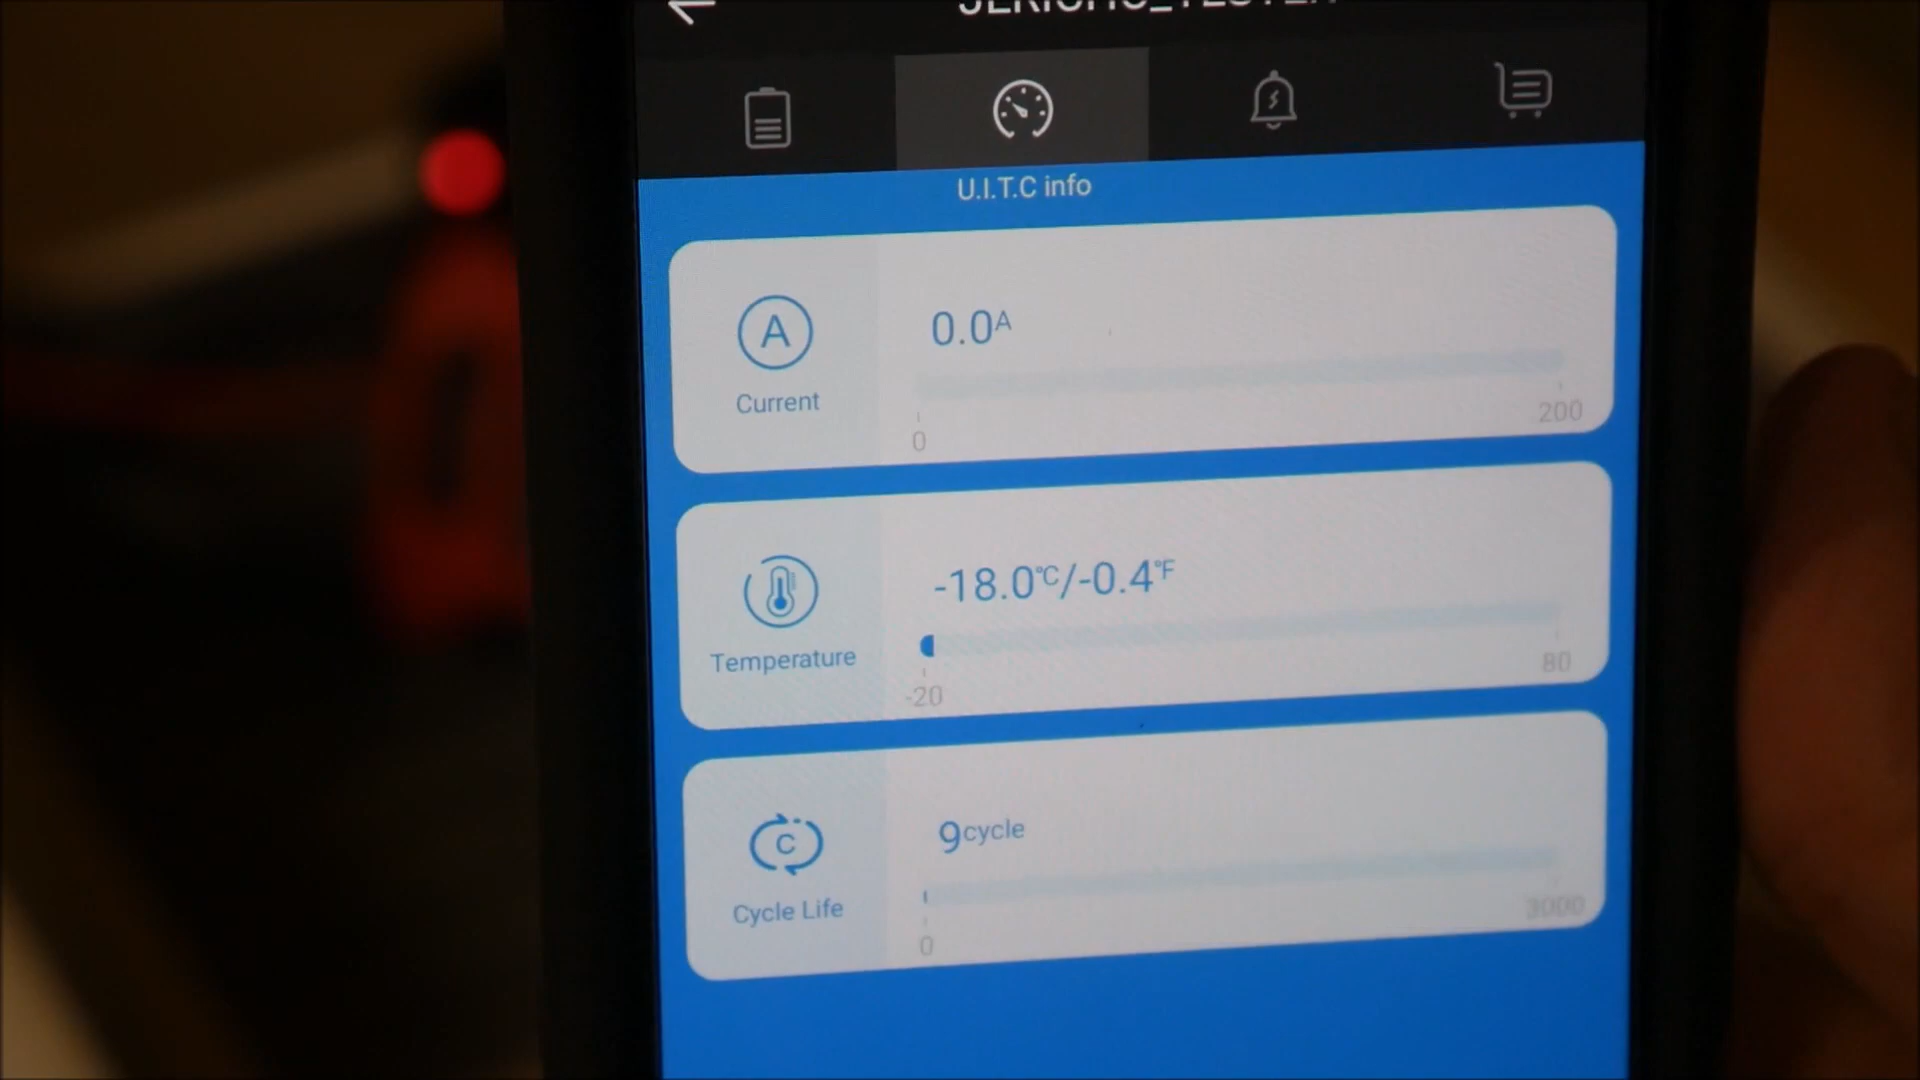 U.I.T.C info
A
0.0A
Current
0
200
-18.0℃/-0.4℉
Temperature
-20
80
C
9cycle
Cycle Life
0
3000